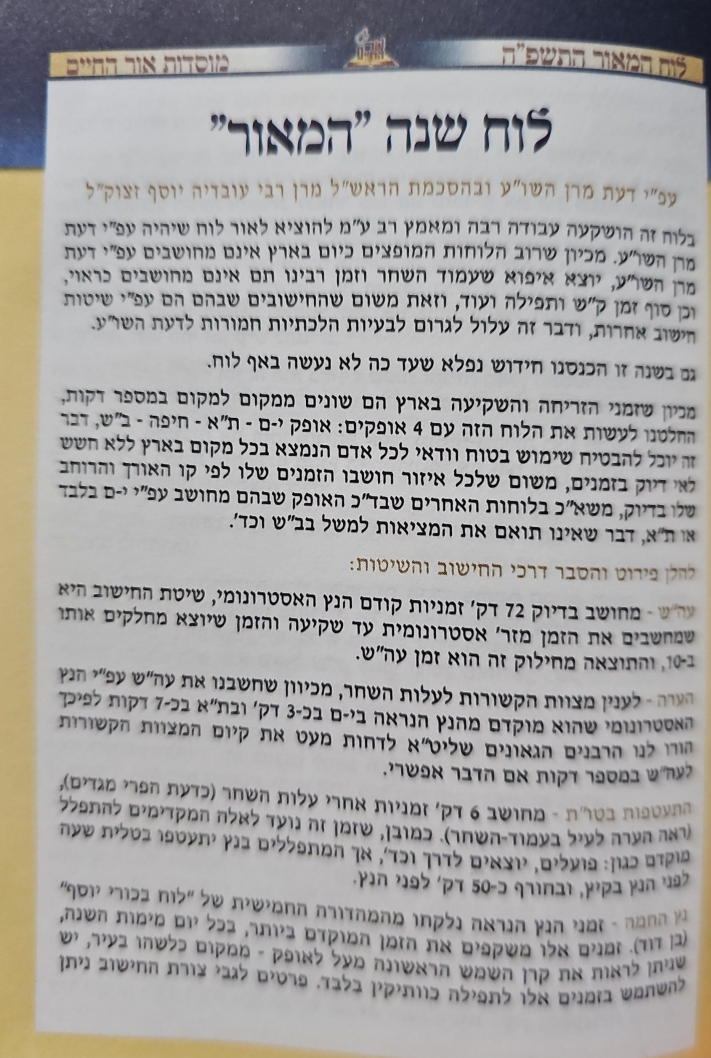 לוח המאור התשפ"ה
מוסדות אור החיים
לוח שנה "המאור"
עפ"י דעת מרן השו"ע ובהסכמת הראש"ל מרן רבי עובדיה יוסף זצוק"ל
בלוח זה הושקעה עבודה רבה ומאמץ רב ע"מ להוציא לאור לוח שיהיה עפ"י דעת
מרן השו"ע. מכיון שרוב הלוחות המופצים כיום בארץ אינם מחושבים עפ"י דעת
מרן השו"ע, יוצא איפוא שעמוד השחר וזמן רבינו תם אינם מחושבים כראוי,
וכן סוף זמן ק"ש ותפילה ועוד, וזאת משום שהחישובים שבהם הם עפ"י שיטות
חישוב אחרות, ודבר זה עלול לגרום לבעיות הלכתיות חמורות לדעת השו"ע.
גם בשנה זו הכנסנו חידוש נפלא שעד כה לא נעשה באף לוח.
מכיון שזמני הזריחה והשקיעה בארץ הם שונים ממקום למקום במספר דקות,
החלטנו לעשות את הלוח הזה עם 4 אופקים: אופק י-ם - ת"א - חיפה - ב"ש, דבר
זה יוכל להבטיח שימוש בטוח וודאי לכל אדם הנמצא בכל מקום בארץ ללא חשש
לאי דיוק בזמנים, משום שלכל איזור חושבו הזמנים שלו לפי קו האורך והרוחב
שלו בדיוק, משא"כ בלוחות האחרים שבד"כ האופק שבהם מחושב עפ"י י-ם בלבד
או ת"א, דבר שאינו תואם את המציאות למשל בב"ש וכד'.
להלן פירוט והסבר דרכי החישוב והשיטות:
עה"ש - מחושב בדיוק 72 דק' זמניות קודם הנץ האסטרונומי, שיטת החישוב היא
שמחשבים את הזמן מזר' אסטרונומית עד שקיעה והזמן שיוצא מחלקים אותו
ב-10, והתוצאה מחילוק זה הוא זמן עה"ש.
הערה - לענין מצוות הקשורות לעלות השחר, מכיוון שחשבנו את עה"ש עפ"י הנץ
האסטרונומי שהוא מוקדם מהנץ הנראה בי-ם בכ-3 דק' ובת"א בכ-7 דקות לפיכך
הורו לנו הרבנים הגאונים שליט"א לדחות מעט את קיום המצוות הקשורות
לעה"ש במספר דקות אם הדבר אפשרי.
התעטפות בטו"ת - מחושב 6 דק' זמניות אחרי עלות השחר (כדעת הפרי מגדים),
(ראה הערה לעיל בעמוד-השחר). כמובן, שזמן זה נועד לאלה המקדימים להתפלל
מוקדם כגון: פועלים, יוצאים לדרך וכד', אך המתפללים בנץ יתעטפו בטלית שעה
לפני הנץ בקיץ, ובחורף כ-50 דק' לפני הנץ.
נץ החמה - זמני הנץ הנראה נלקחו מהמהדורה החמישית של "לוח בכורי יוסף"
(בן דוד). זמנים אלו משקפים את הזמן המוקדם ביותר, בכל יום מימות השנה,
שניתן לראות את קרן השמש הראשונה מעל לאופק - ממקום כלשהו בעיר, יש
להשתמש בזמנים אלו לתפילה כוותיקין בלבד. פרטים לגבי צורת החישוב ניתן